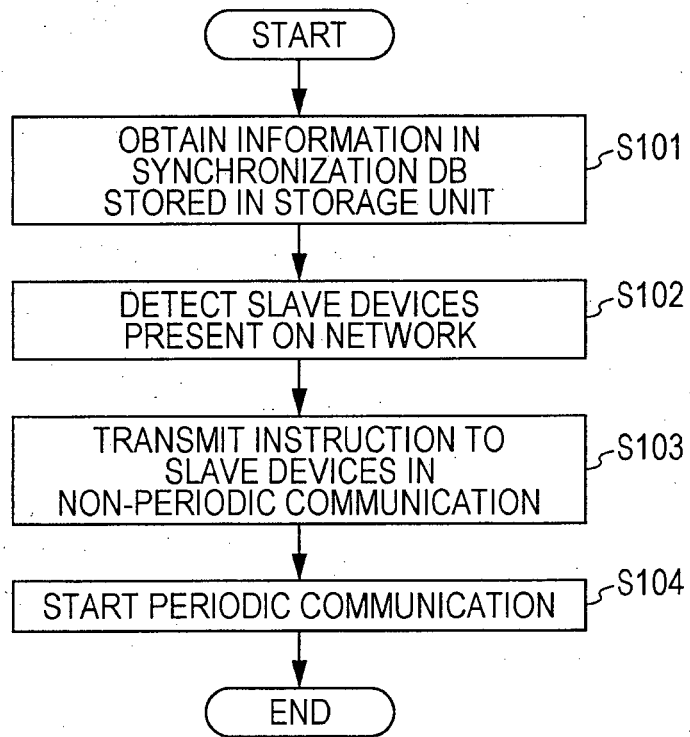 START
OBTAIN INFORMATION IN
SYNCHRONIZATION DB
STORED IN STORAGE UNIT
S101
DETECT SLAVE DEVICES
PRESENT ON NETWORK
S102
TRANSMIT INSTRUCTION TO
SLAVE DEVICES IN
NON-PERIODIC COMMUNICATION
S103
START PERIODIC COMMUNICATION
S104
END